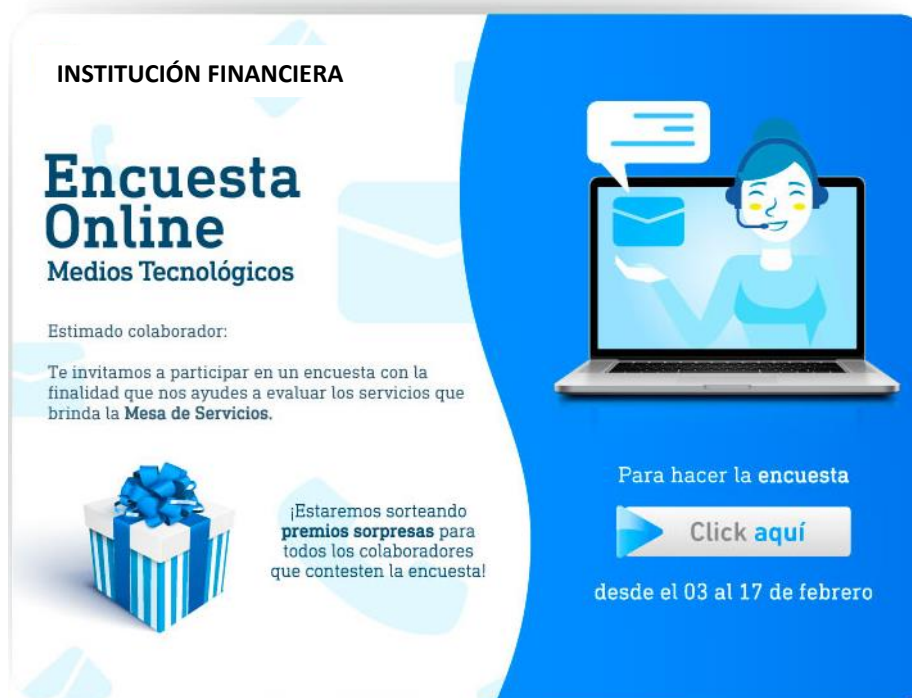 INSTITUCIÓN FINANCIERA
Encuesta
Online
Medios Tecnológicos
Estimado colaborador:
Te invitamos a participar en un encuesta con la
finalidad que nos ayudes a evaluar los servicios que
brinda la Mesa de Servicios.
¡Estaremos sorteando
premios sorpresas para
todos los colaboradores
que contesten la encuesta!
Para hacer la encuesta
Click aquí
desde el 03 al 17 de febrero